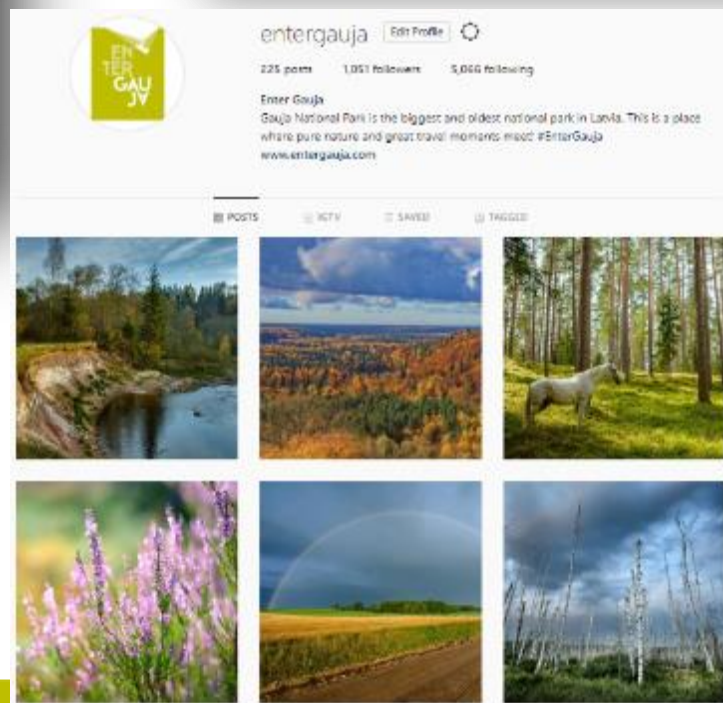 EN
TER
GAU
JA
entergauja Edit Profile
225 posts 1,051 followers 5,066 following
Enter Gauja
Gauja National Park is the biggest and oldest national park in Latvia. This is a place
where pure nature and great travel moments meet! #EnterGauja
www.entergauja.com
POSTS IGTV SAVED TAGGED